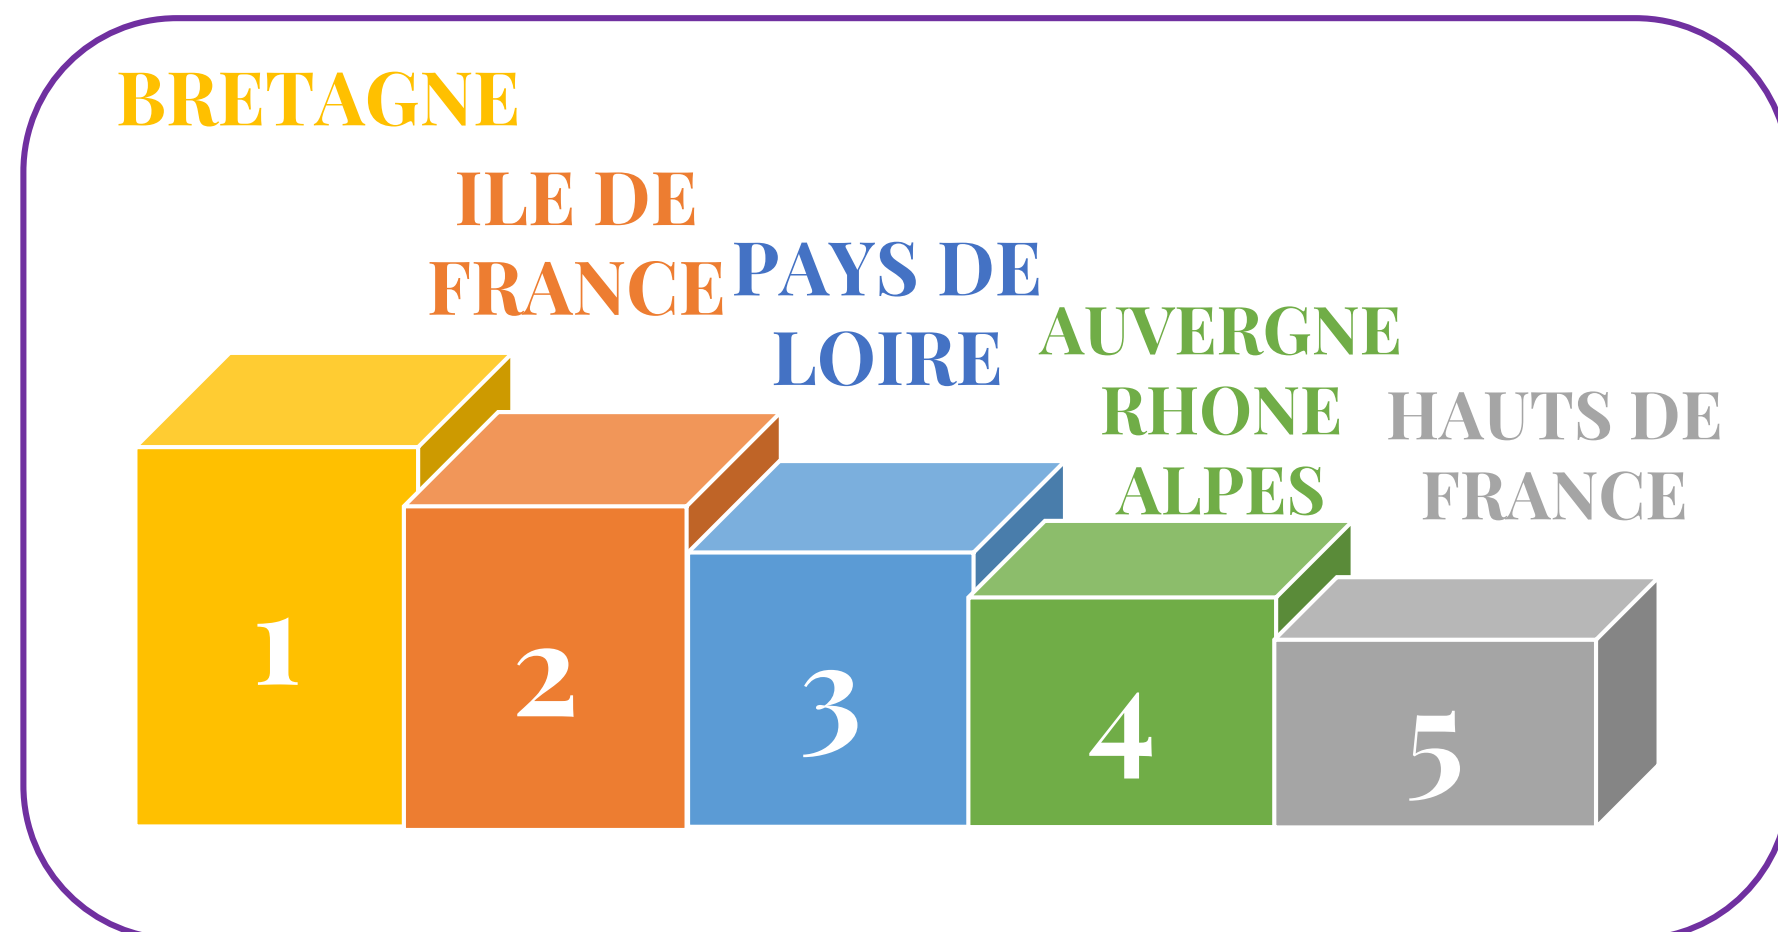 BRETAGNE
ILE DE
FRANCE
PAYS DE
LOIRE
AUVERGNE
RHONE
ALPES
HAUTS DE
FRANCE
1
2
3
4
5